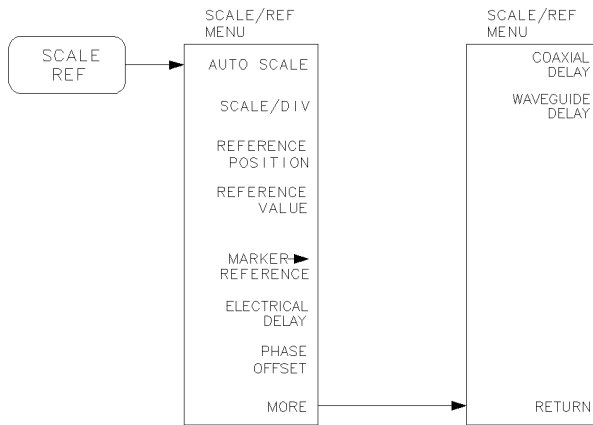 SCALE
REF
SCALE/REF
MENU
AUTO SCALE
SCALE/DIV
REFERENCE
POSITION
REFERENCE
VALUE
MARKER
REFERENCE
ELECTRICAL
DELAY
PHASE
OFFSET
MORE
SCALE/REF
MENU
COAXIAL
DELAY
WAVEGUIDE
DELAY
RETURN